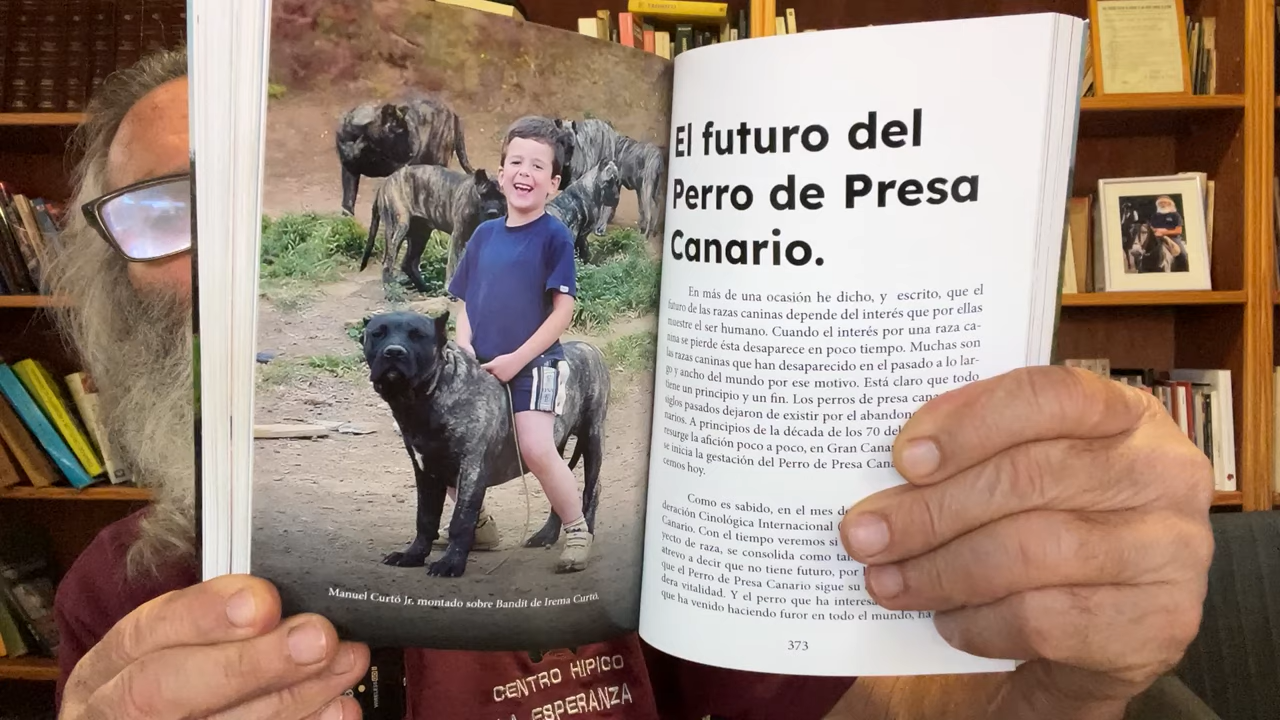 Manuel Curtó Jr. montado sobre Bandit de Irema Curtó.
El futuro del
Perro de Presa
Canario.
En más de una ocasión he dicho, y escrito, que el
futuro de las razas caninas depende del interés que por ellas
muestre el ser humano. Cuando el interés por una raza ca-
nina se pierde ésta desaparece en poco tiempo. Muchas son
las razas caninas que han desaparecido en el pasado a lo lar-
go y ancho del mundo por ese motivo. Está claro que todo
tiene un principio y un fin. Los perros de presa
siglos pasados dejaron de existir por el
narios. A principios de la década de los 70
resurge la afición poco a poco, en Gran
se inicia la gestación del Perro de Presa
cemos hoy.
Como es sabido, en el mes
deración Cinológica Internacional
Canario. Con el tiempo veremos si
yecto de raza, se consolida como
atrevo a decir que no tiene futuro, por
que el Perro de Presa Canario sigue su
dera vitalidad. Y el perro que ha
que ha venido haciendo furor en todo el mundo, ha
373
CENTRO HIPICO
ESPERANZA